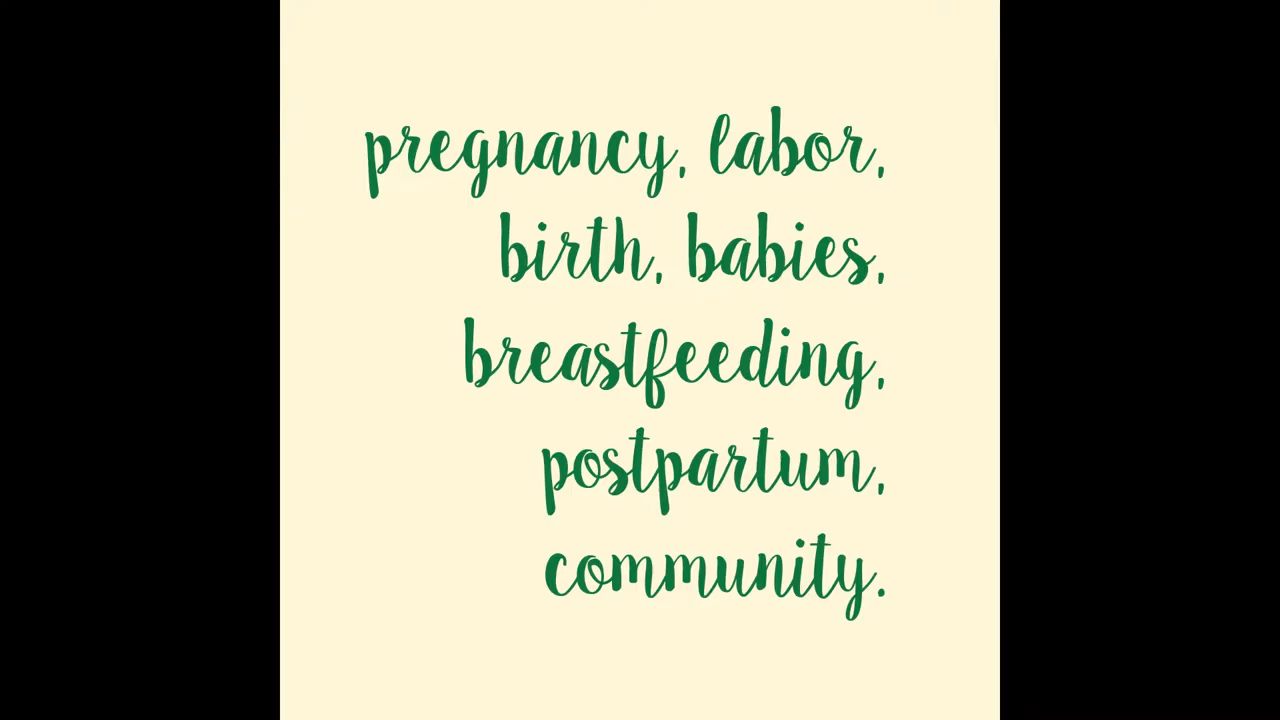 pregnancy, labor,
birth, babies,
breastfeeding,
postpartum,
community.